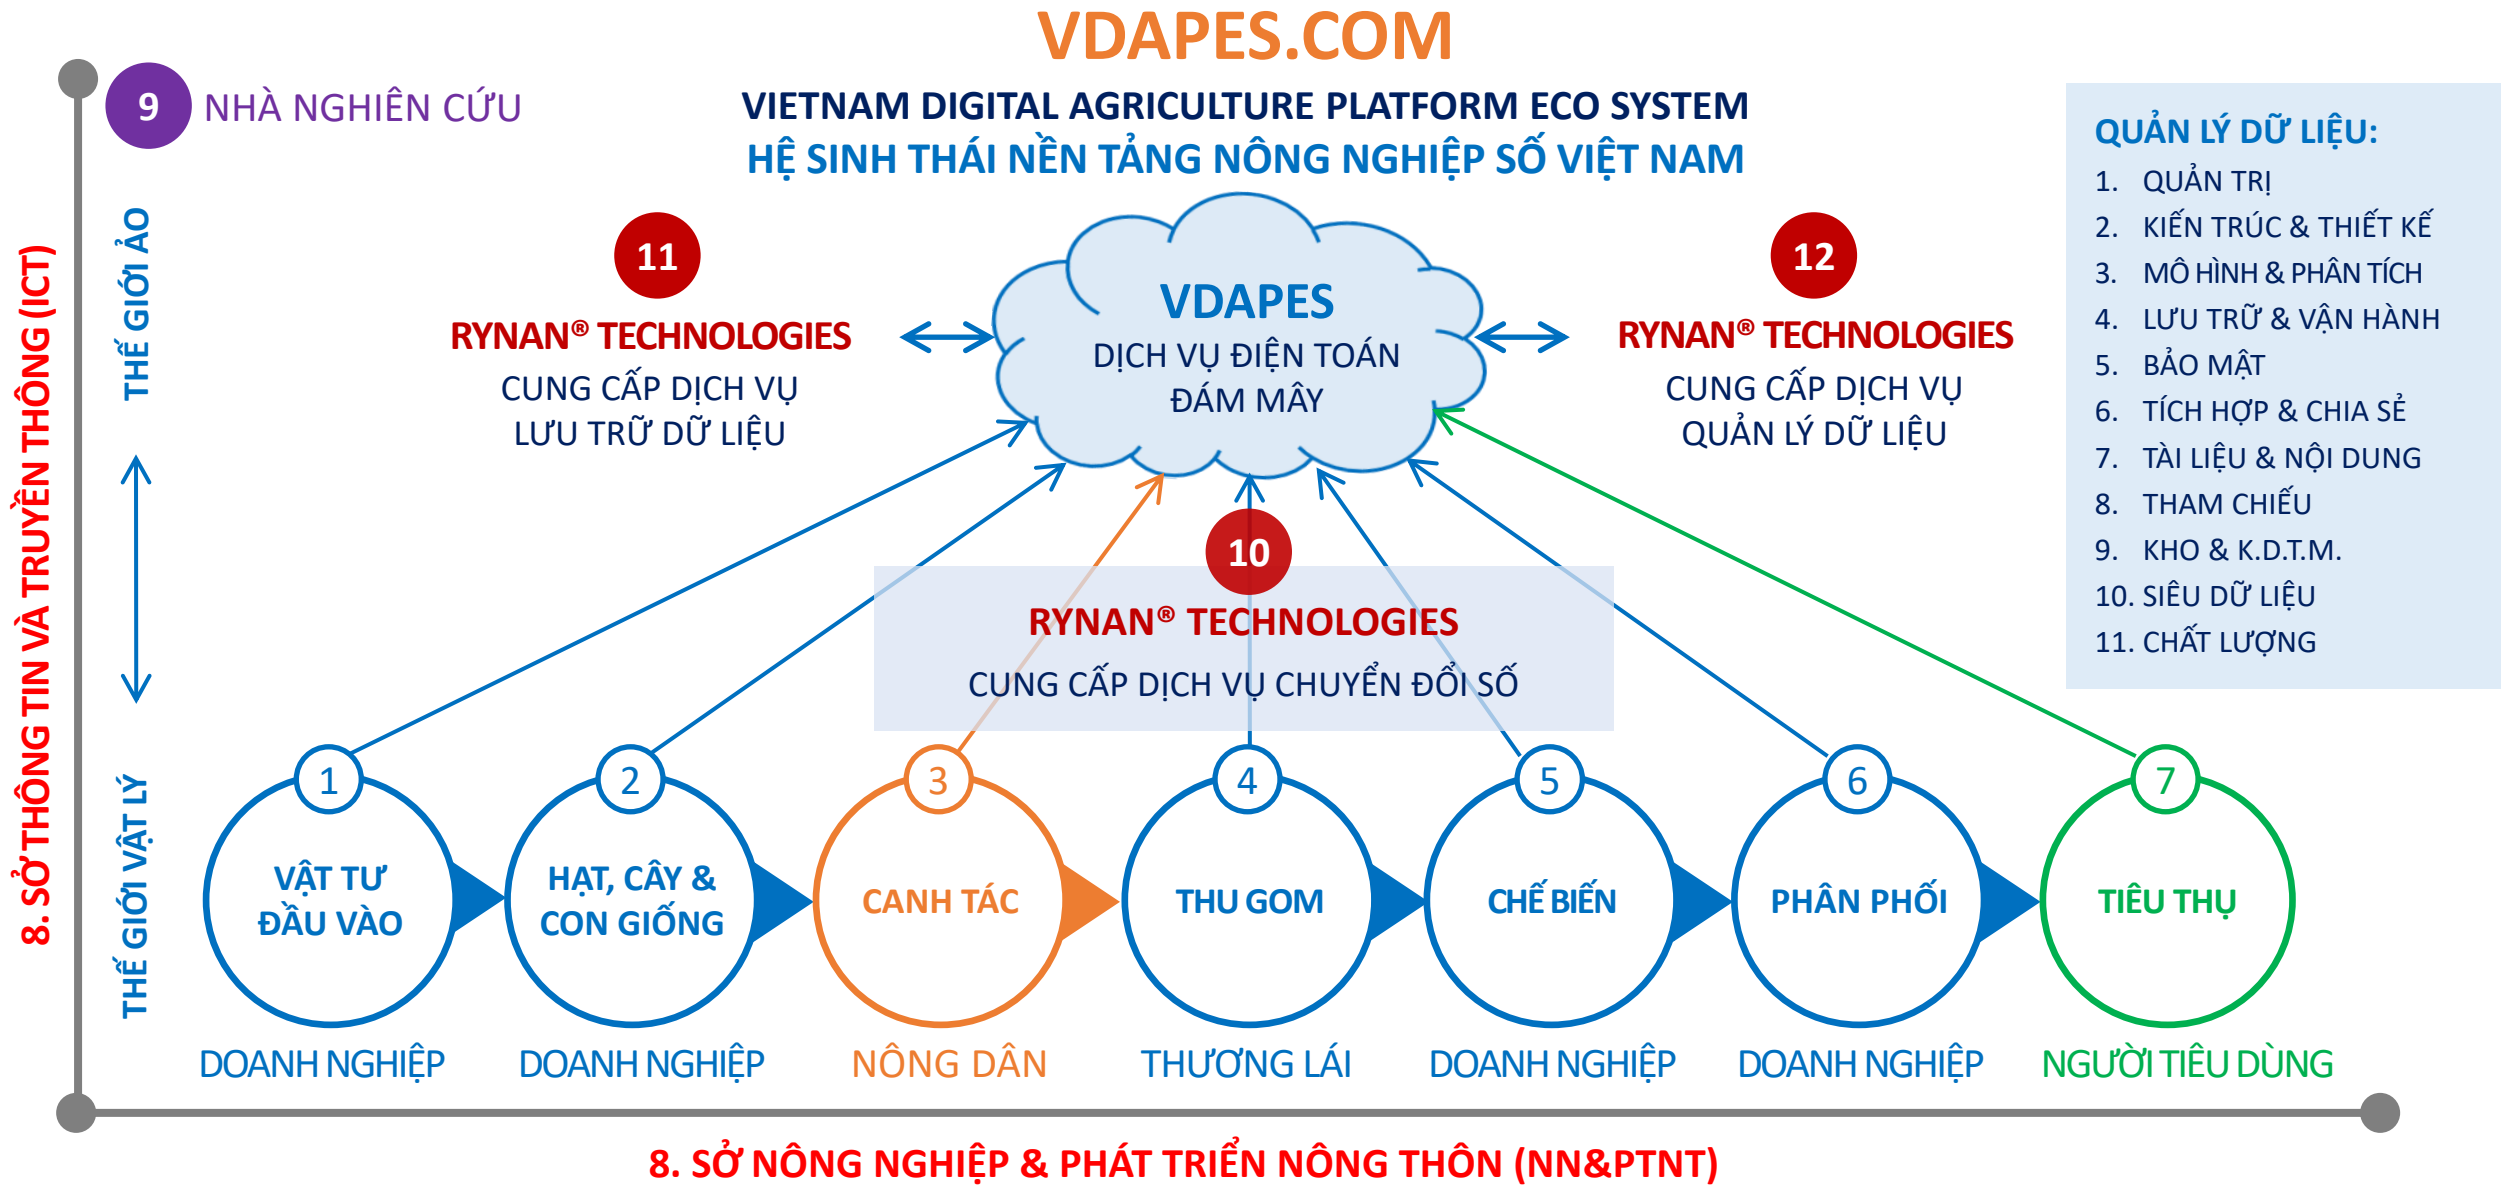 VDAPES.COM
VIETNAM DIGITAL AGRICULTURE PLATFORM ECO SYSTEM
HỆ SINH THÁI NỀN TẢNG NÔNG NGHIỆP SỐ VIỆT NAM
9
NHÀ NGHIÊN CỨU
8. SỞ THÔNG TIN VÀ TRUYỀN THÔNG (ICT)
THẾ GIỚI ẢO
THẾ GIỚI VẬT LÝ
11
RYNAN® TECHNOLOGIES
CUNG CẤP DỊCH VỤ
LƯU TRỮ DỮ LIỆU
VDAPES
DỊCH VỤ ĐIỆN TOÁN
ĐÁM MÂY
12
RYNAN® TECHNOLOGIES
CUNG CẤP DỊCH VỤ
QUẢN LÝ DỮ LIỆU
QUẢN LÝ DỮ LIỆU:
1. QUẢN TRỊ
2. KIẾN TRÚC & THIẾT KẾ
3. MÔ HÌNH & PHÂN TÍCH
4. LƯU TRỮ & VẬN HÀNH
5. BẢO MẬT
6. TÍCH HỢP & CHIA SẺ
7. TÀI LIỆU & NỘI DUNG
8. THAM CHIẾU
9. KHO & K.D.T.M.
10. SIÊU DỮ LIỆU
11. CHẤT LƯỢNG
10
RYNAN® TECHNOLOGIES
CUNG CẤP DỊCH VỤ CHUYỂN ĐỔI SỐ
1
VẬT TƯ
ĐẦU VÀO
DOANH NGHIỆP
2
HẠT, CÂY &
CON GIỐNG
DOANH NGHIỆP
3
CANH TÁC
NÔNG DÂN
4
THU GOM
THƯƠNG LÁI
5
CHẾ BIẾN
DOANH NGHIỆP
6
PHÂN PHỐI
DOANH NGHIỆP
7
TIÊU THỤ
NGƯỜI TIÊU DÙNG
8. SỞ NÔNG NGHIỆP & PHÁT TRIỂN NÔNG THÔN (NN&PTNT)